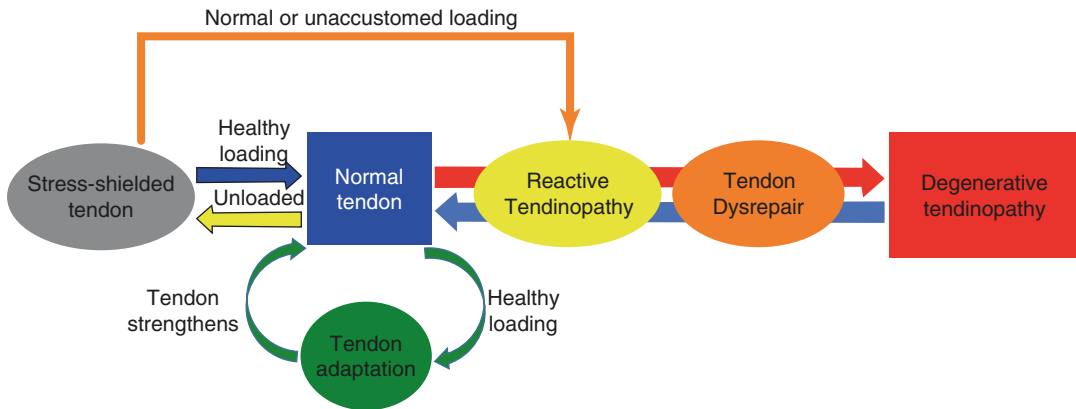 Normal or unaccustomed loading
Healthy
loading
Stress-shielded
tendon
Unloaded
Normal
tendon
Reactive
Tendinopathy
Tendon
Dysrepair
Degenerative
tendinopathy
Tendon
strengthens
Healthy
loading
Tendon
adaptation